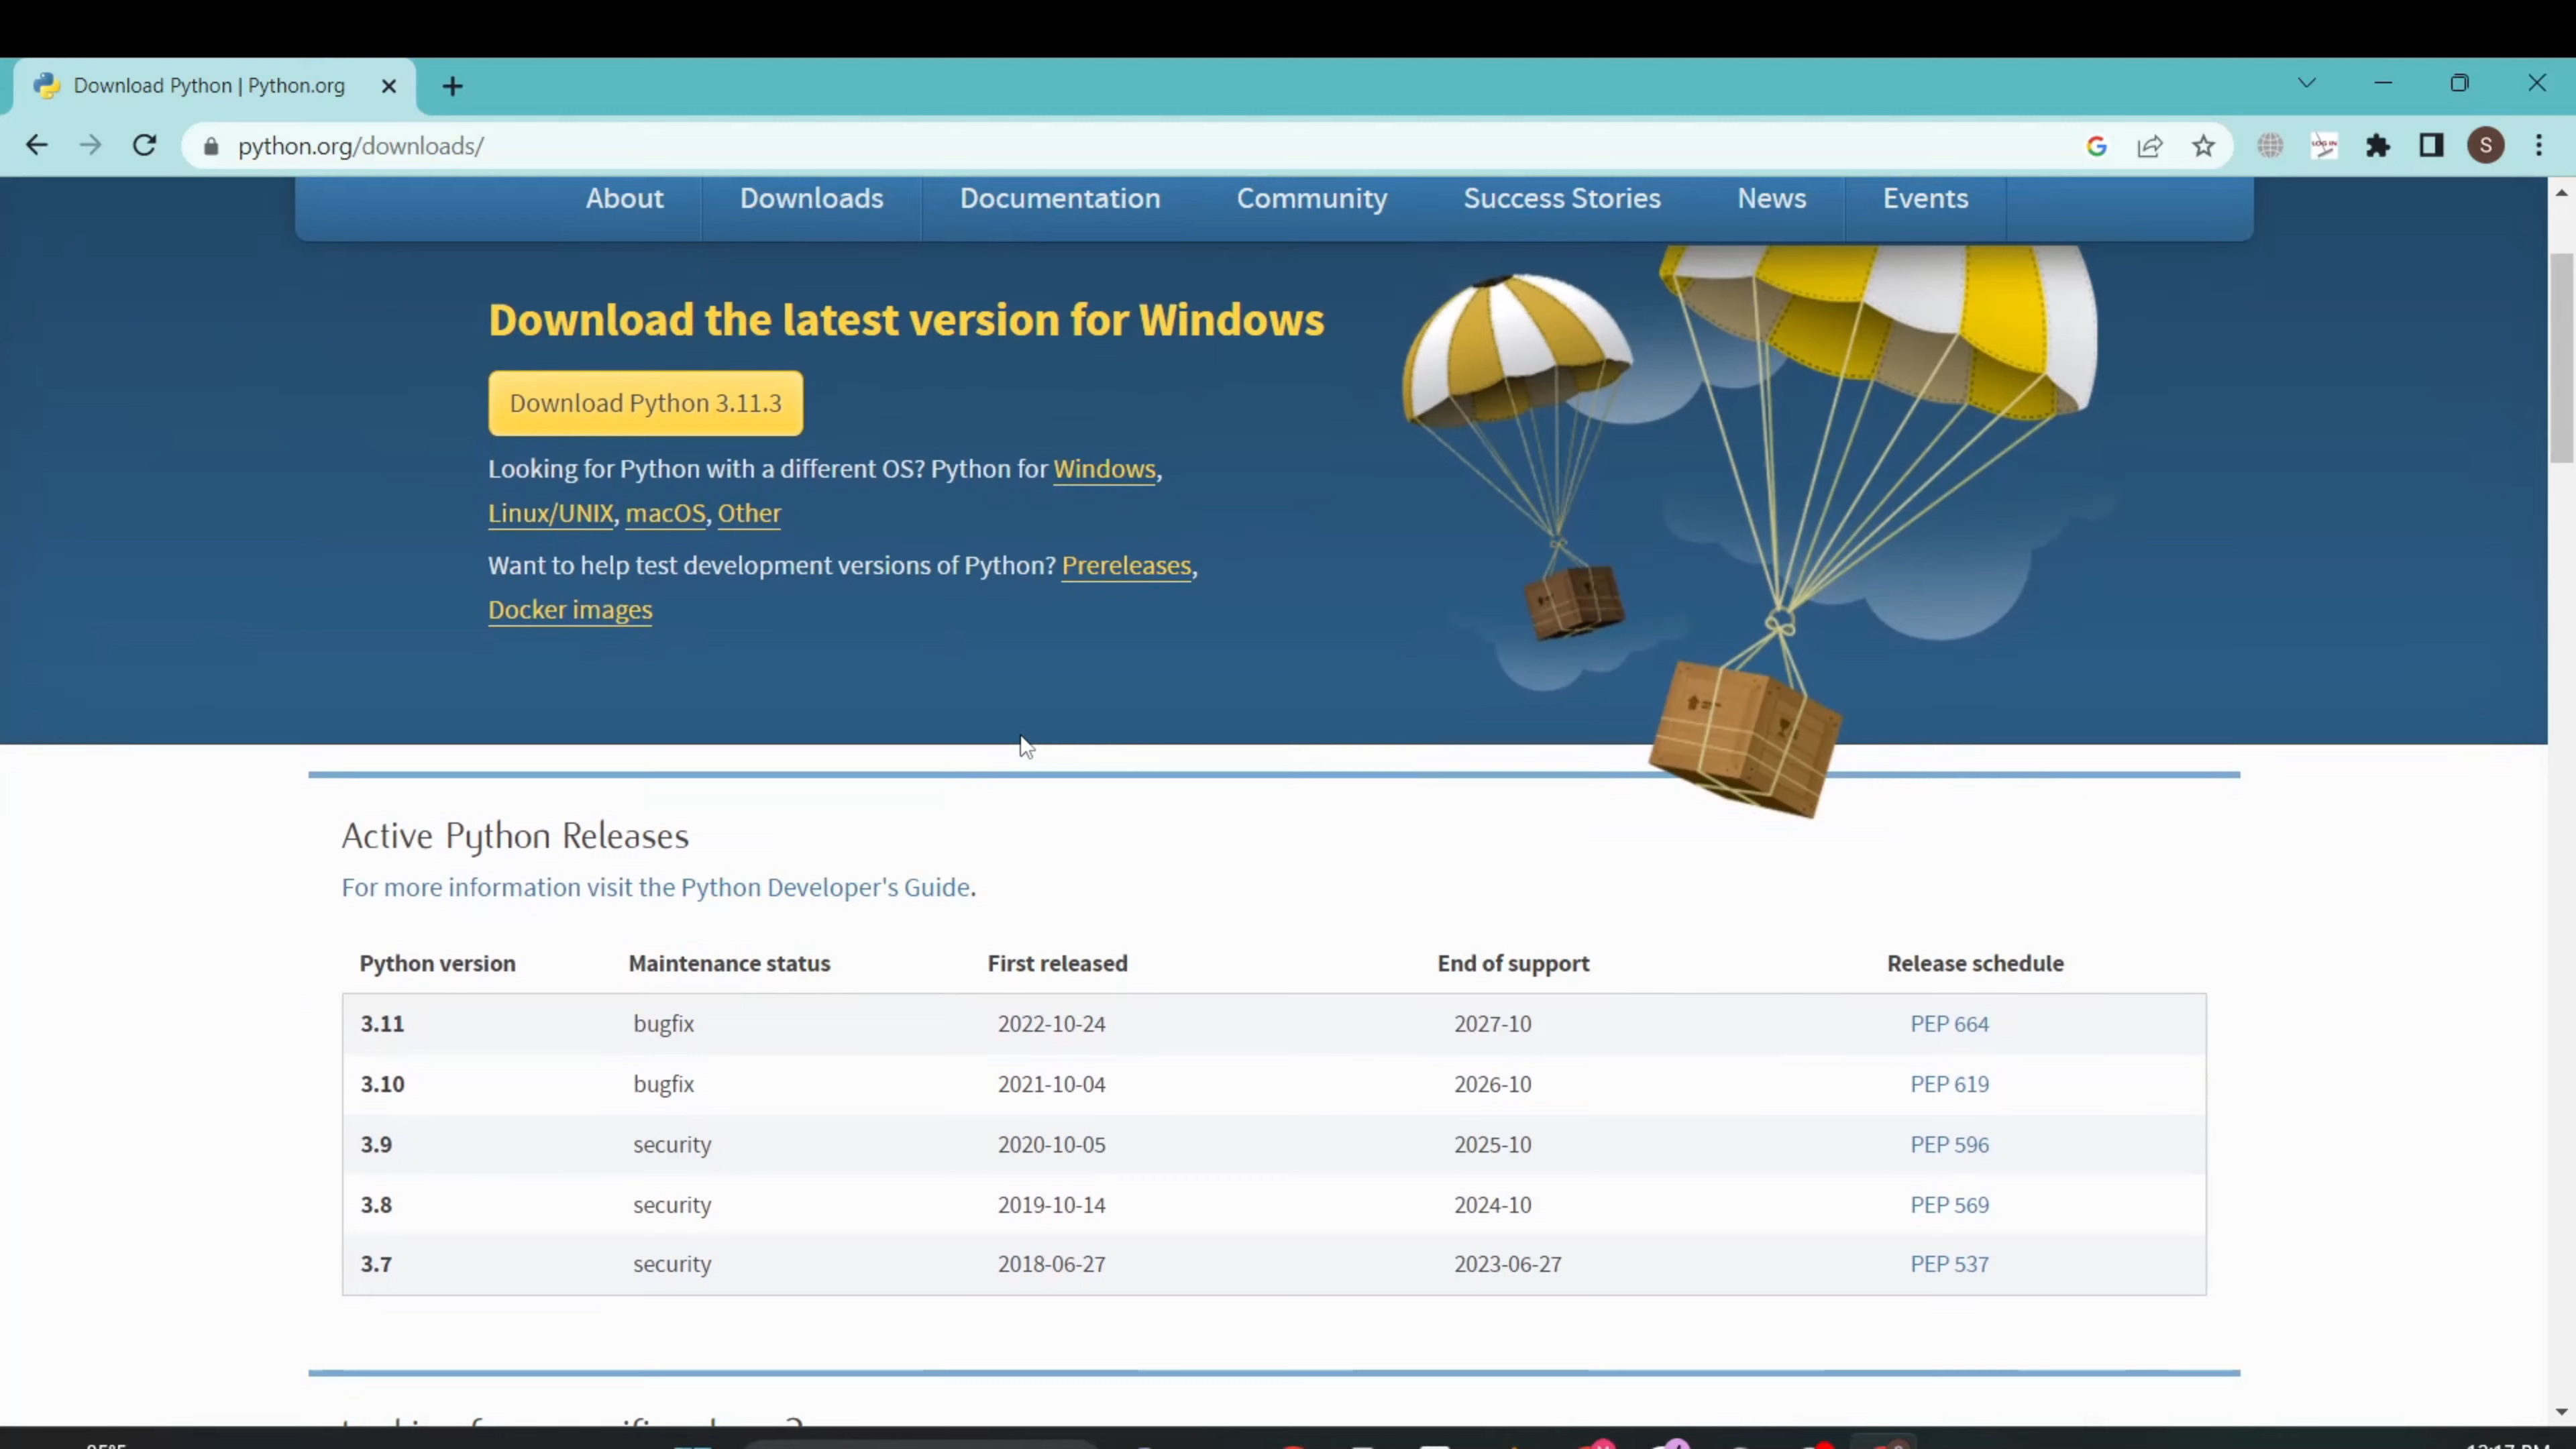 Download Python | Python.org
python.org/downloads/
LOG IN
S
About Downloads Documentation Community Success Stories News Events
Download the latest version for Windows
Download Python 3.11.3
Looking for Python with a different OS? Python for Windows,
Linux/UNIX, macOS, Other
Want to help test development versions of Python? Prereleases,
Docker images
Active Python Releases
For more information visit the Python Developer's Guide.
Python version Maintenance status First released End of support Release schedule
3.11 bugfix 2022-10-24 2027-10 PEP 664
3.10 bugfix 2021-10-04 2026-10 PEP 619
3.9 security 2020-10-05 2025-10 PEP 596
3.8 security 2019-10-14 2024-10 PEP 569
3.7 security 2018-06-27 2023-06-27 PEP 537